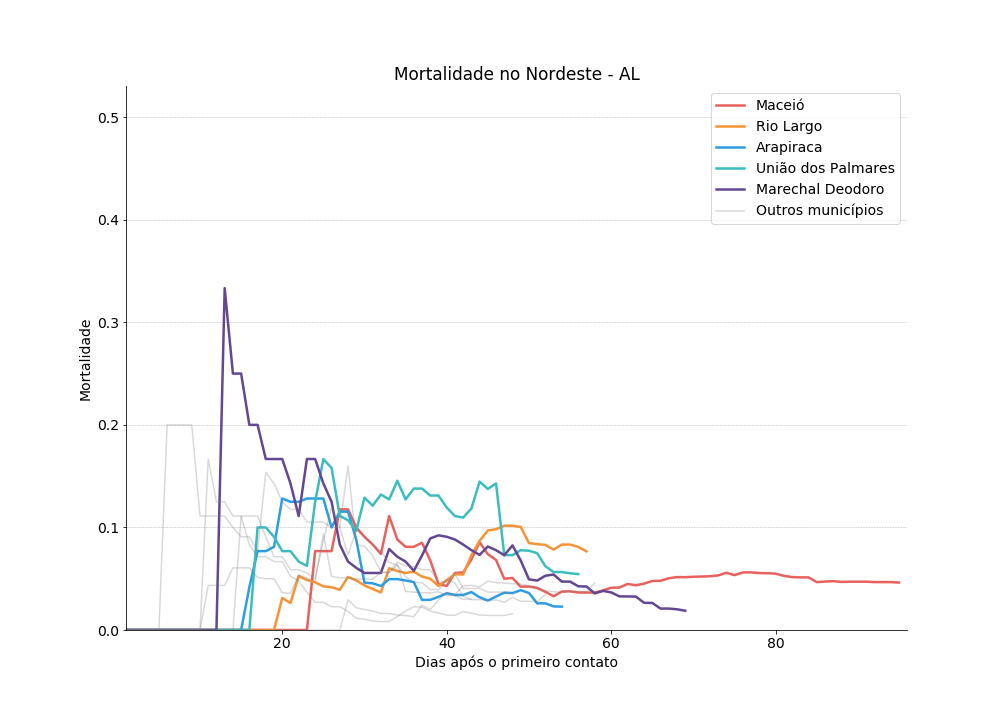 Mortalidade no Nordeste - AL
Maceió
Rio Largo
Arapiraca
União dos Palmares
Marechal Deodoro
Outros municípios
Mortalidade
0.5
0.4
0.3
0.2
0.1
0.0
20
40
60
80
Dias após o primeiro contato